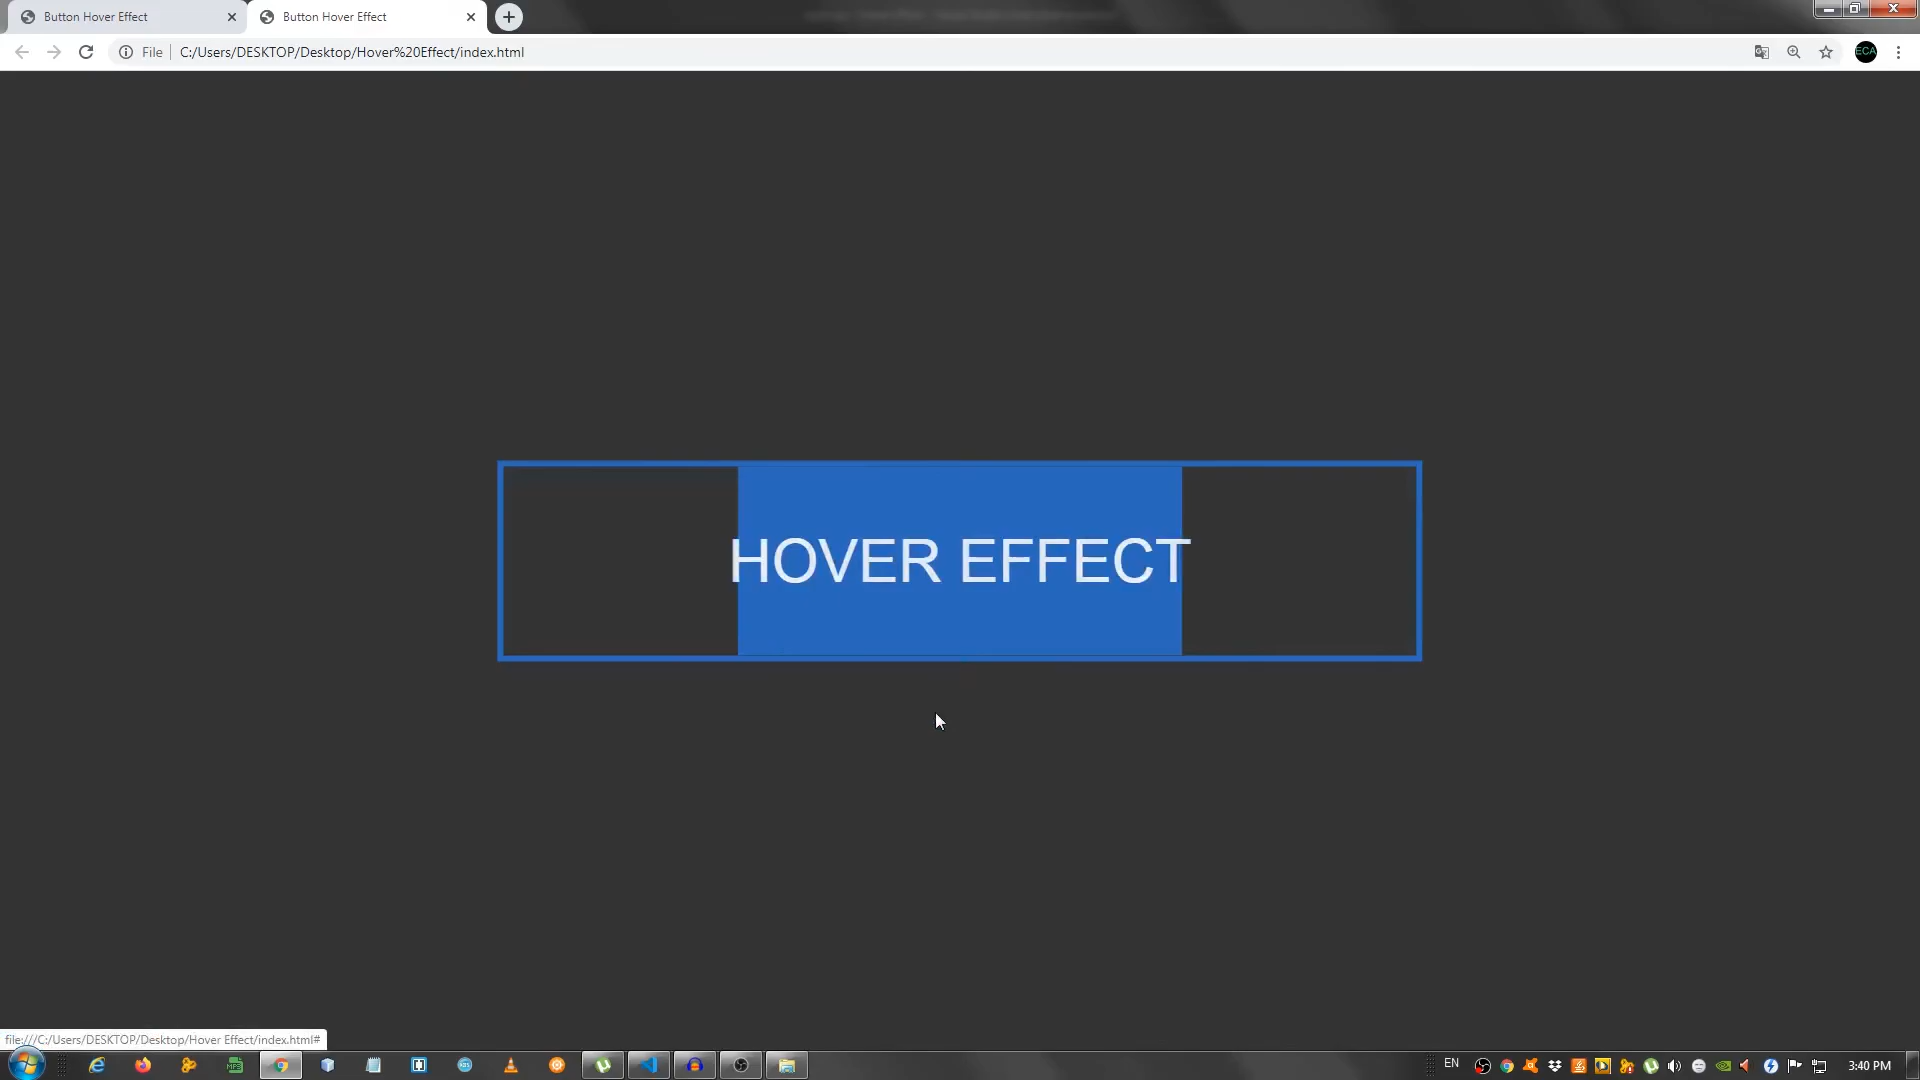 Button Hover Effect
Button Hover Effect
File
C:/Users/DESKTOP/Desktop/Hover%20Effect/index.html
ECA
HOVER EFFECT
file:///C:/Users/DESKTOP/Desktop/Hover Effect/index.html#
EN
3:40 PM